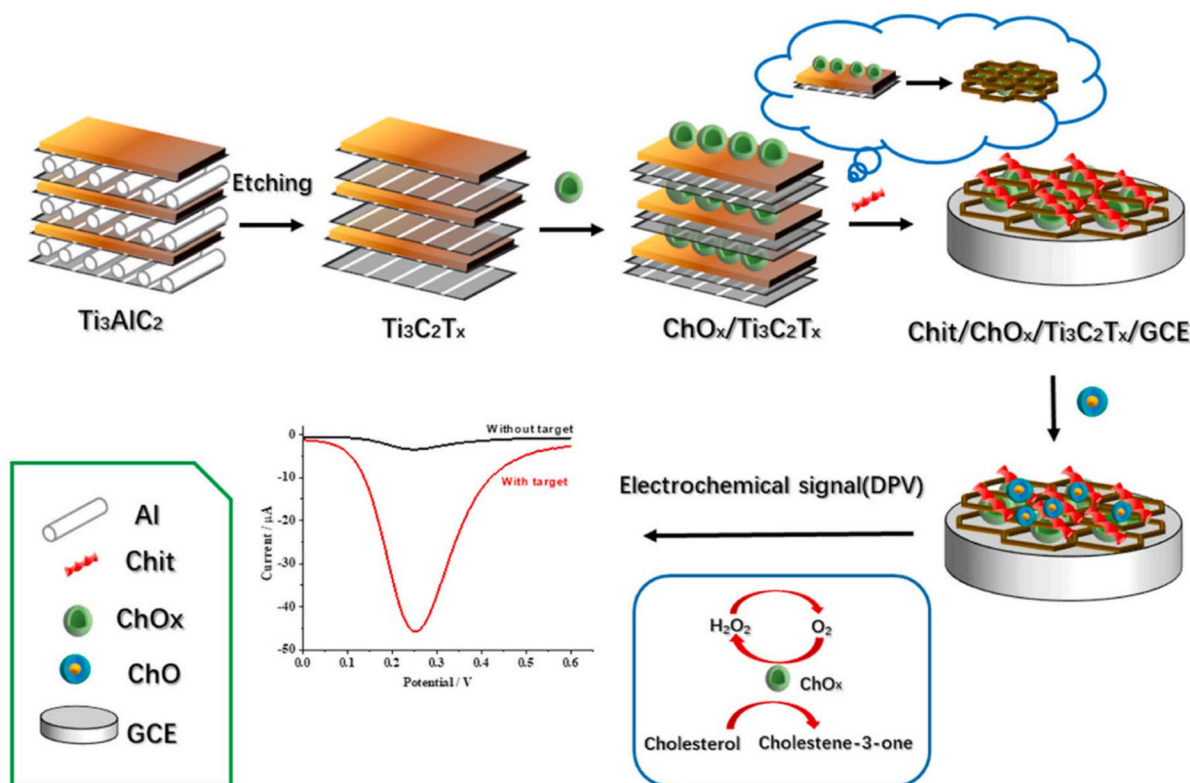 Etching
Ti₃AlC₂
Ti₃C₂Tₓ
ChOₓ/Ti₃C₂Tₓ
Chit/ChOₓ/Ti₃C₂Tₓ/GCE
Al
Chit
ChOx
ChO
GCE
Without target
With target
Current / μA
0
-10
-20
-30
-40
-50
0.0 0.1 0.2 0.3 0.4 0.5 0.6
Potential / V
Electrochemical signal(DPV)
H₂O₂ O₂
ChOₓ
Cholesterol Cholestene-3-one